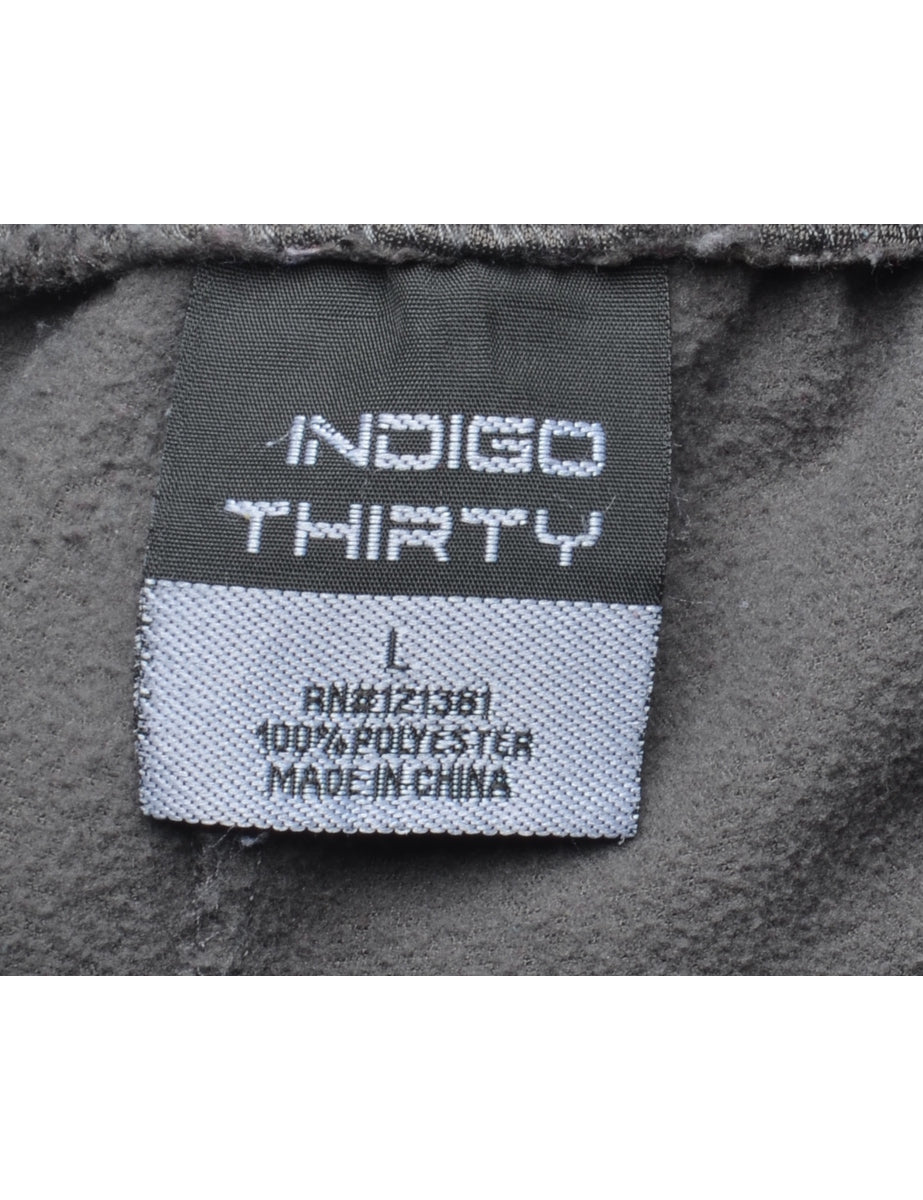 INDIGO
THIRTY
L
RN#121381
100% POLYESTER
MADE IN CHINA